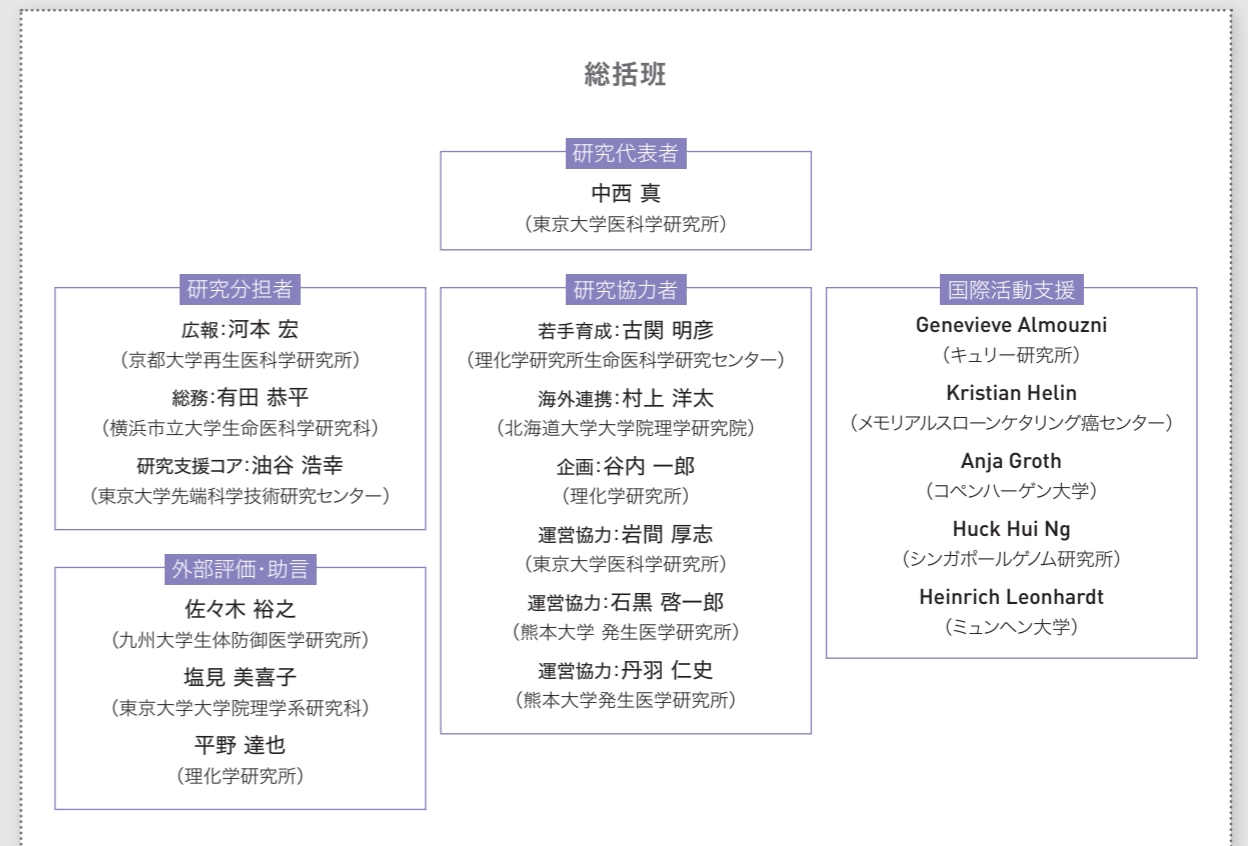 総括班
研究代表者
中西 真
（東京大学医科学研究所）
研究分担者
広報：河本 宏
（京都大学再生医科学研究所）
総務：有田 恭平
（横浜市立大学生命医科学研究科）
研究支援コア：油谷 浩幸
（東京大学先端科学技術研究センター）
外部評価・助言
佐々木 裕之
（九州大学生体防御医学研究所）
塩見 美喜子
（東京大学大学院理学系研究科）
平野 達也
（理化学研究所）
研究協力者
若手育成：古関 明彦
（理化学研究所生命医科学研究センター）
海外連携：村上 洋太
（北海道大学大学院理学研究院）
企画：谷内 一郎
（理化学研究所）
運営協力：岩間 厚志
（東京大学医科学研究所）
運営協力：石黒 啓一郎
（熊本大学 発生医学研究所）
運営協力：丹羽 仁史
（熊本大学発生医学研究所）
国際活動支援
Genevieve Almouzni
（キュリー研究所）
Kristian Helin
（メモリアルスローンケタリング癌センター）
Anja Groth
（コペンハーゲン大学）
Huck Hui Ng
（シンガポールゲノム研究所）
Heinrich Leonhardt
（ミュンヘン大学）